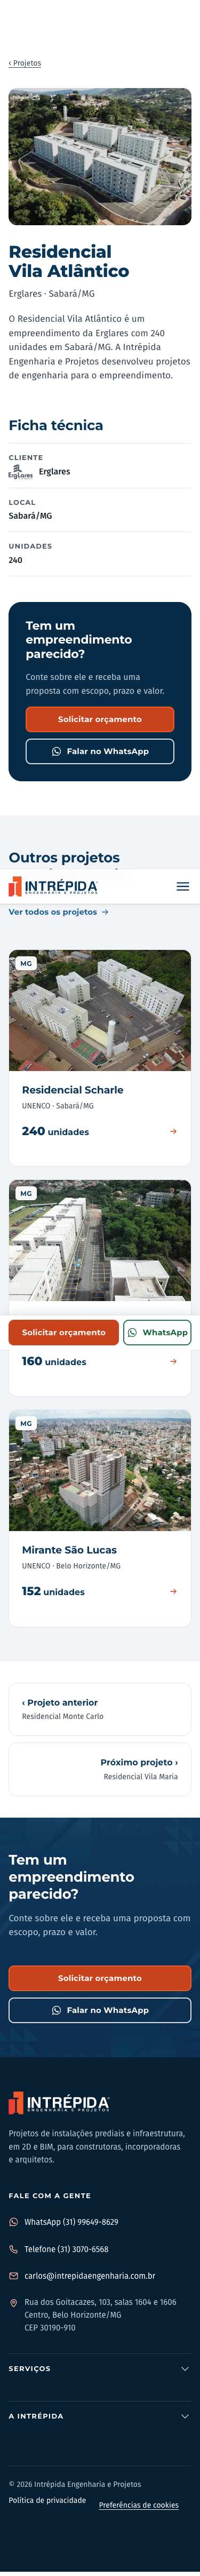 ‹ Projetos
Residencial
Vila Atlântico
Erglares · Sabará/MG
O Residencial Vila Atlântico é um
empreendimento da Erglares com 240
unidades em Sabará/MG. A Intrépida
Engenharia e Projetos desenvolveu projetos
de engenharia para o empreendimento.
Ficha técnica
CLIENTE
ErgLares
Erglares
LOCAL
Sabará/MG
UNIDADES
240
Tem um
empreendimento
parecido?
Conte sobre ele e receba uma
proposta com escopo, prazo e valor.
Solicitar orçamento
Falar no WhatsApp
Outros projetos
INTRÉPIDA
ENGENHARIA E PROJETOS
Ver todos os projetos →
MG
Residencial Scharle
UNENCO · Sabará/MG
240 unidades →
MG
Solicitar orçamento
WhatsApp
160 unidades →
MG
Mirante São Lucas
UNENCO · Belo Horizonte/MG
152 unidades →
‹ Projeto anterior
Residencial Monte Carlo
Próximo projeto ›
Residencial Vila Maria
Tem um
empreendimento
parecido?
Conte sobre ele e receba uma proposta com
escopo, prazo e valor.
Solicitar orçamento
Falar no WhatsApp
INTRÉPIDA
ENGENHARIA E PROJETOS
Projetos de instalações prediais e infraestrutura,
em 2D e BIM, para construtoras, incorporadoras
e arquitetos.
FALE COM A GENTE
WhatsApp (31) 99649-8629
Telefone (31) 3070-6568
carlos@intrepidaengenharia.com.br
Rua dos Goitacazes, 103, salas 1604 e 1606
Centro, Belo Horizonte/MG
CEP 30190-910
SERVIÇOS
A INTRÉPIDA
© 2026 Intrépida Engenharia e Projetos
Política de privacidade
Preferências de cookies